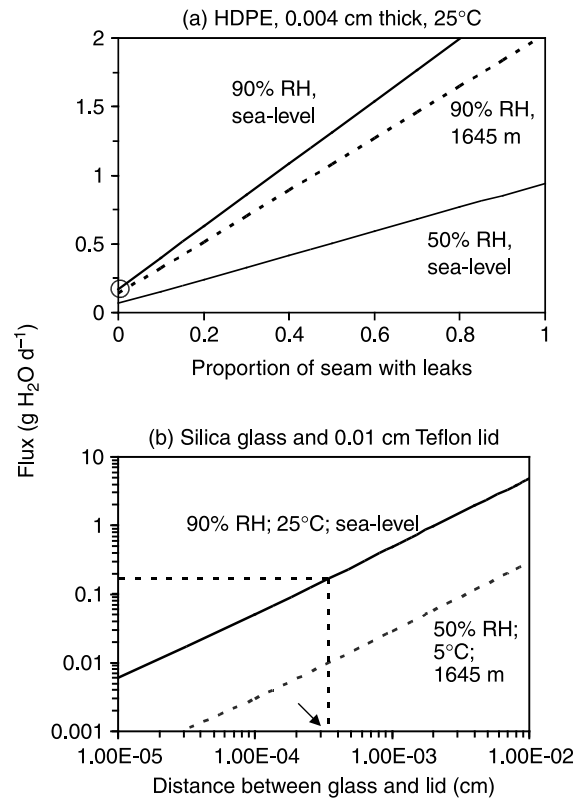 (a) HDPE, 0.004 cm thick, 25°C
2
1.5
1
0.5
0
90% RH,
sea-level
90% RH,
1645 m
50% RH,
sea-level
0 0.2 0.4 0.6 0.8 1
Proportion of seam with leaks
Flux (g H₂O d⁻¹)
(b) Silica glass and 0.01 cm Teflon lid
10
1
0.1
0.01
0.001
90% RH; 25°C; sea-level
50% RH;
5°C;
1645 m
1.00E-05 1.00E-04 1.00E-03 1.00E-02
Distance between glass and lid (cm)